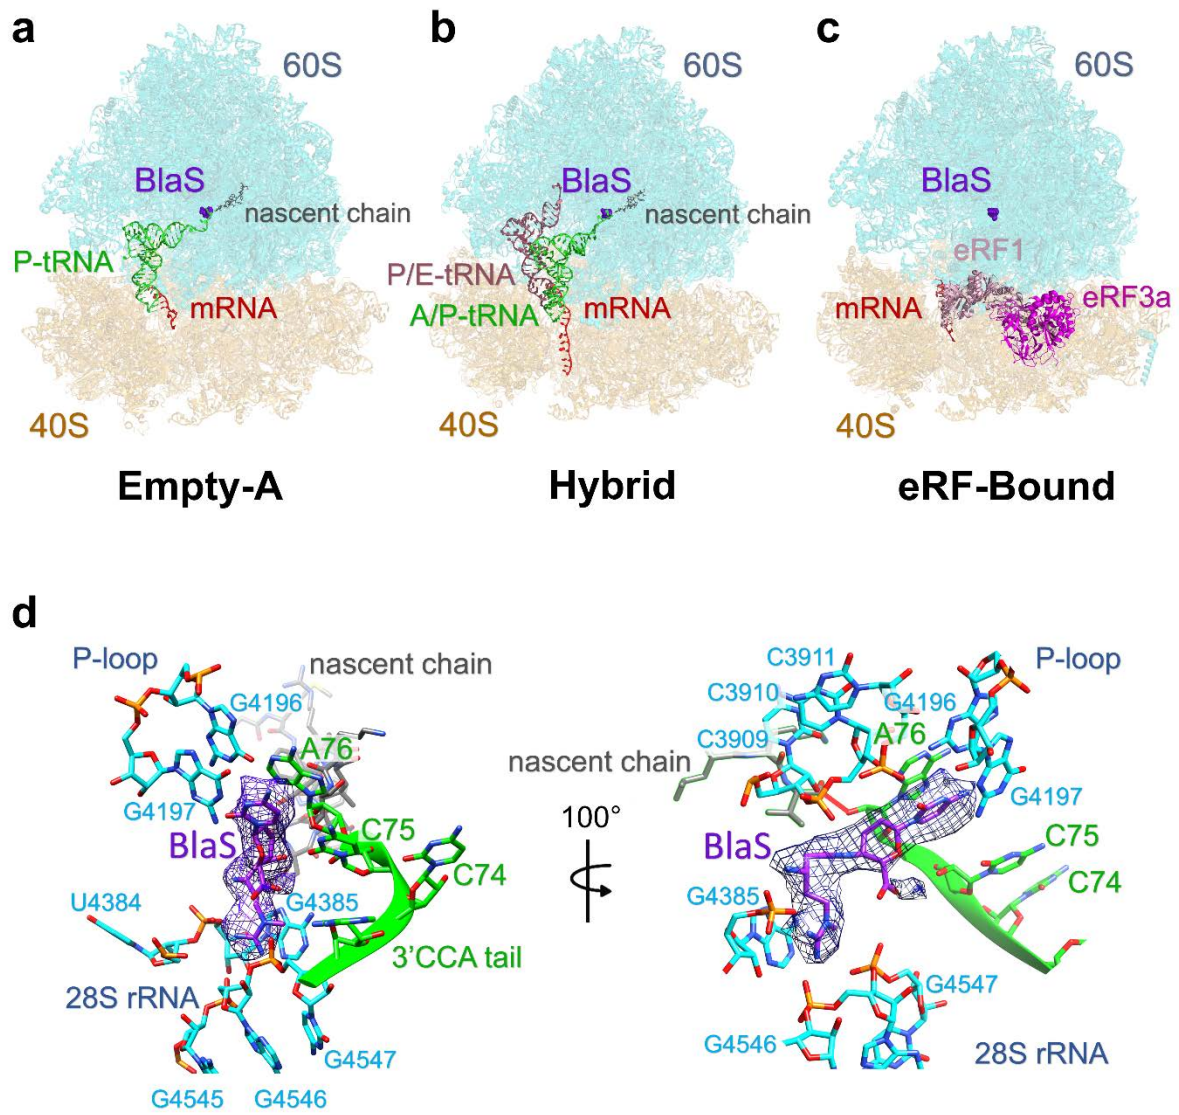 a
60S
BlaS
nascent chain
P-tRNA
mRNA
40S
Empty-A
b
60S
BlaS
nascent chain
P/E-tRNA
A/P-tRNA
mRNA
40S
Hybrid
c
60S
BlaS
eRF1
mRNA
eRF3a
40S
eRF-Bound
d
P-loop
nascent chain
G4196
A76
G4197
BlaS
C75
C74
U4384
G4385
3'CCA tail
28S rRNA
G4547
G4545
G4546
100°
C3911
P-loop
C3910
G4196
C3909
A76
nascent chain
G4197
BlaS
C75
G4385
C74
G4547
G4546
28S rRNA